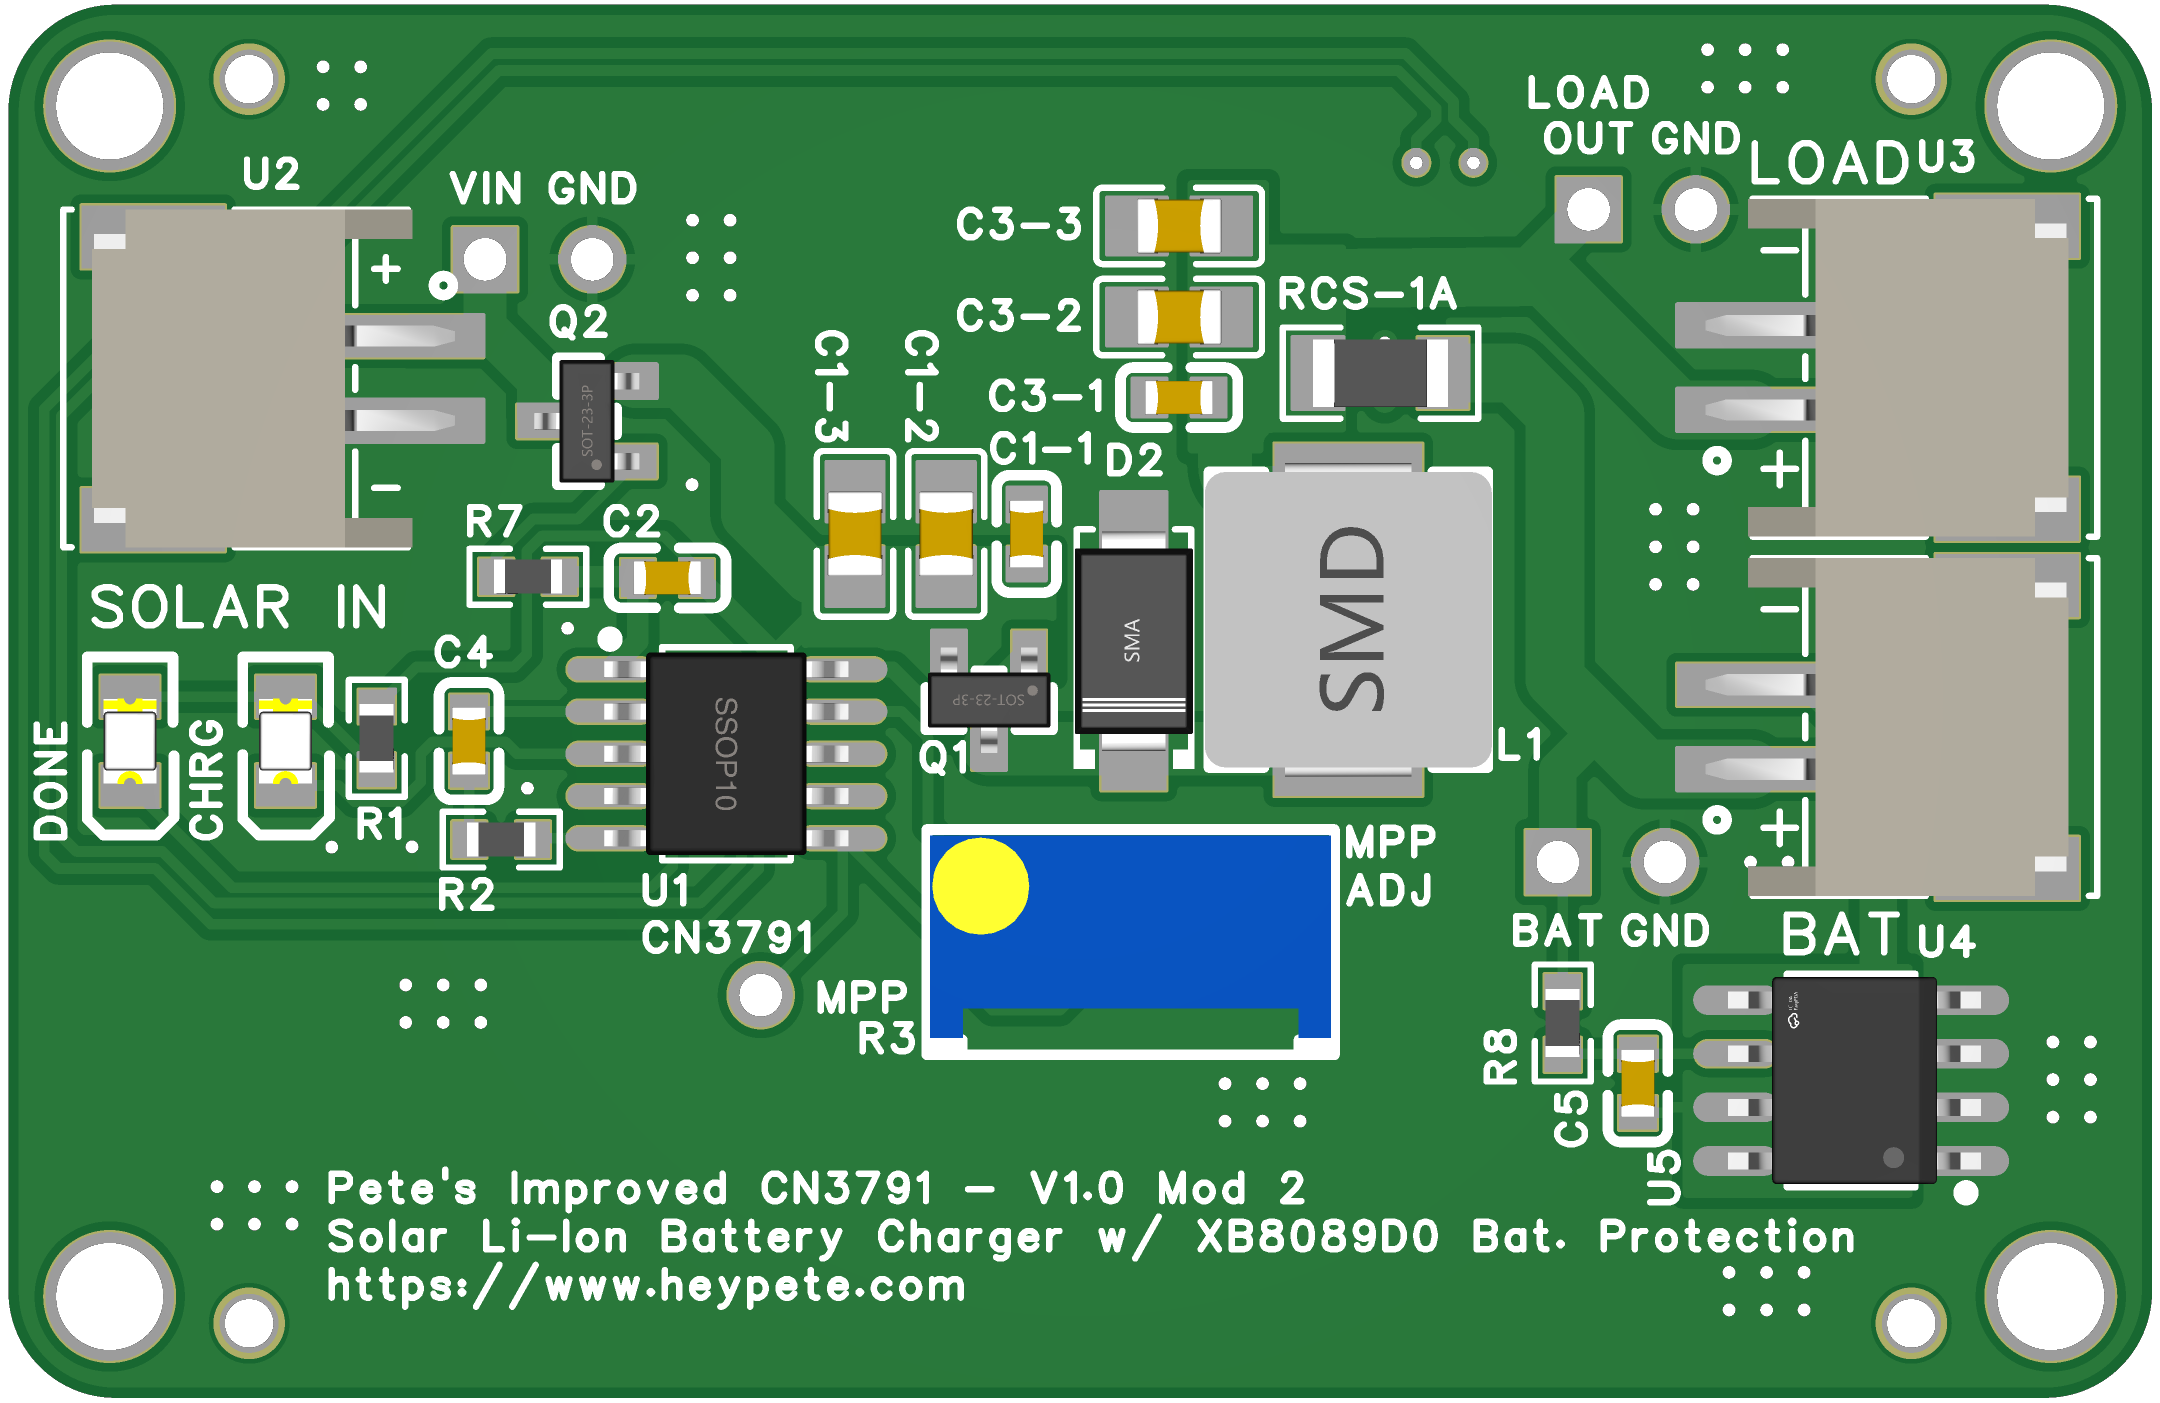 LOAD
OUT GND
LOAD U3
U2
VIN GND
C3-3
+
-
Q2
C3-2
RCS-1A
SOT-23-3P
C1-3
C1-2
C3-1
C1-1
D2
+
-
R7
C2
SMD
SOLAR IN
-
C4
SMA
SOT-23-3P
SSOP10
DONE
CHRG
Q1
L1
R1
+
MPP
ADJ
R2
U1
CN3791
BAT GND
BAT U4
MPP
R3
R8
C5
U5
Pete's Improved CN3791 - V1.0 Mod 2
Solar Li-Ion Battery Charger w/ XB8089D0 Bat. Protection
https://www.heypete.com